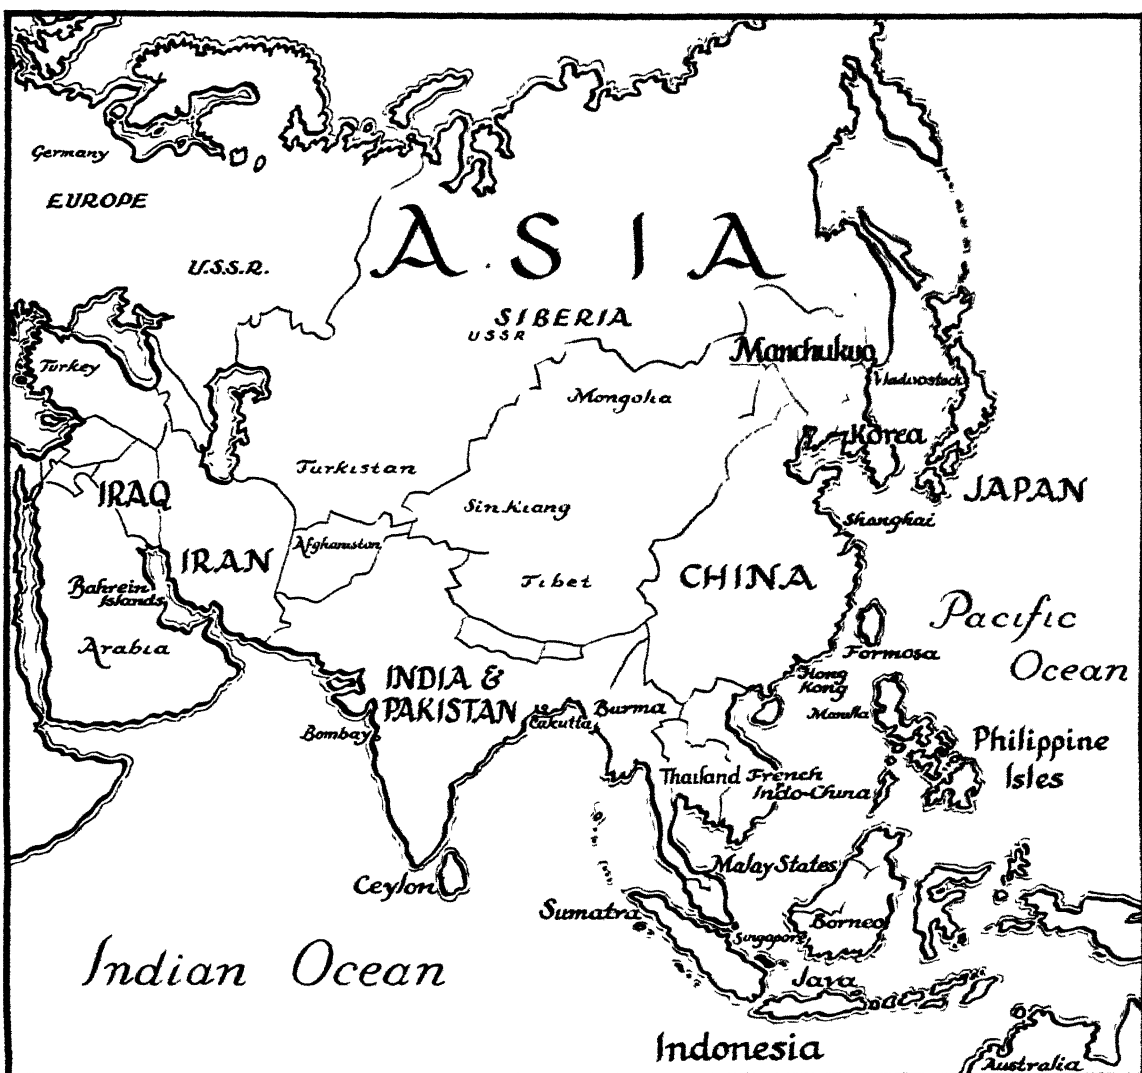 Germany
EUROPE
ASIA
U.S.S.R.
SIBERIA
USSR
Manchukuo
Turkey
Vladivostock
Mongolia
Korea
Turkistan
IRAQ
JAPAN
Sin Kiang
Shanghai
Afghanistan
IRAN
Tibet
CHINA
Bahrein
Islands
Pacific
Ocean
Arabia
Formosa
Hong
Kong
INDIA &
PAKISTAN
Burma
Manilla
Calcutta
Bombay
Philippine
Isles
Thailand
French
Indo-China
Malay States
Ceylon
Sumatra
Borneo
Singapore
Indian Ocean
Java
Indonesia
Australia